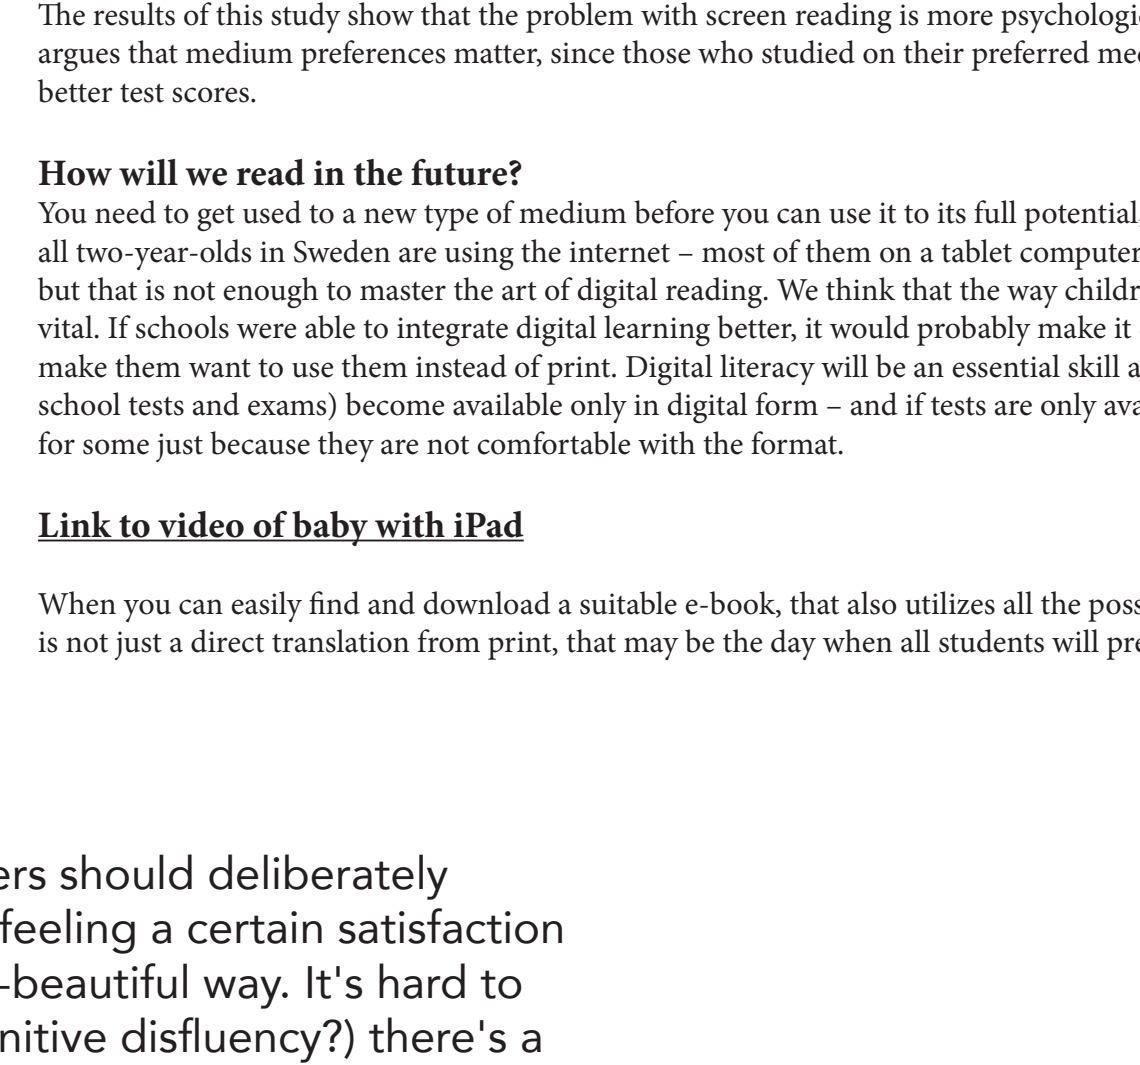 The results of this study show that the problem with screen reading is more
argues that medium preferences matter, since those who studied on their preferred
better test scores.
How will we read in the future?
You need to get used to a new type of medium before you can use it to its full potential,
all two-year-olds in Sweden are using the internet – most of them on a tablet computer
but that is not enough to master the art of digital reading. We think that the way
vital. If schools were able to integrate digital learning better, it would probably make it
make them want to use them instead of print. Digital literacy will be an essential skill
school tests and exams) become available only in digital form – and if tests are only
for some just because they are not comfortable with the format.
Link to video of baby with iPad
When you can easily find and download a suitable e-book, that also utilizes all the
is not just a direct translation from print, that may be the day when all students will
should deliberately
feeling a certain satisfaction
-beautiful way. It's hard to
disfluency?) there's a